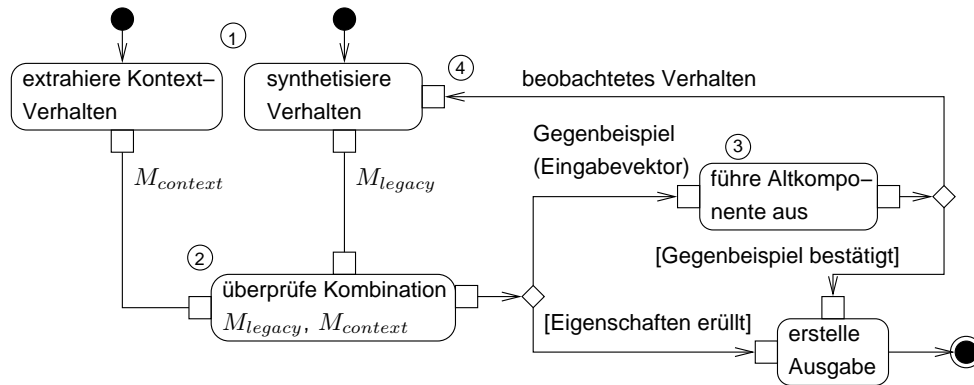 1
extrahiere Kontext–
Verhalten
synthetisiere
Verhalten
4
beobachtetes Verhalten
M_context
M_legacy
Gegenbeispiel
(Eingabevektor)
3
führe Altkompo–
nente aus
2
überprüfe Kombination
M_legacy, M_context
[Gegenbeispiel bestätigt]
[Eigenschaften erüllt]
erstelle
Ausgabe